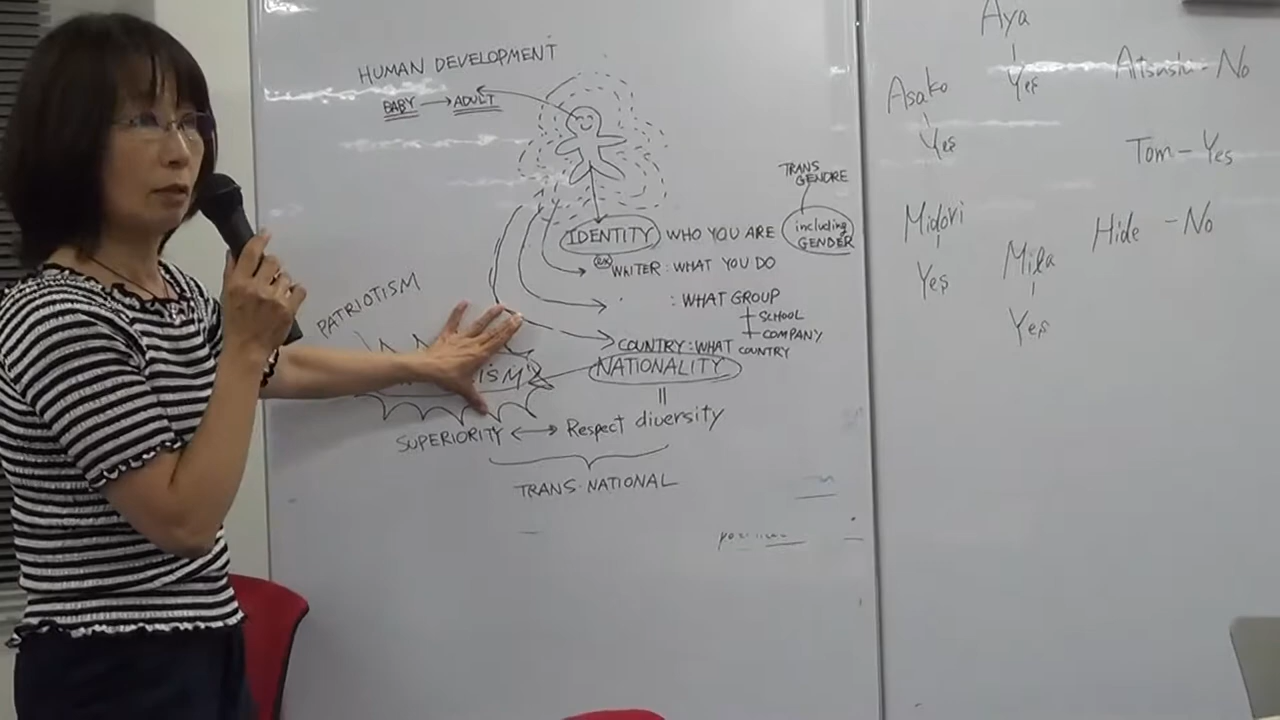 HUMAN DEVELOPMENT
BABY → ADULT
TRANS
GENDRE
IDENTITY WHO YOU ARE including
GENDER
WRITER : WHAT YOU DO
: WHAT GROUP
SCHOOL
COMPANY
COUNTRY : WHAT COUNTRY
NATIONALITY
PATRIOTISM
ISM
=
SUPERIORITY ↔ Respect diversity
TRANS·NATIONAL
Aya
Yes
Asako
Yes
Atsushi - No
Tom - Yes
Midori
Yes
Mika
Yes
Hide - No